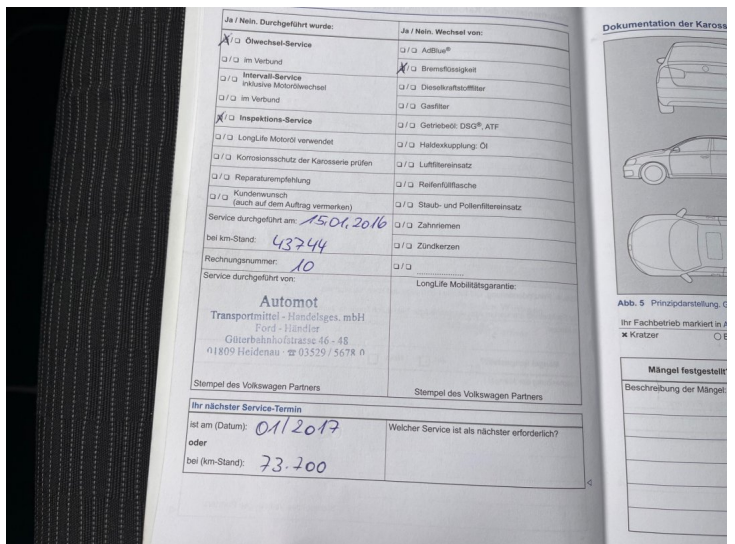 Ja / Nein. Durchgeführt wurde:
☒/☐ Ölwechsel-Service
☐/☐ im Verbund
☐/☐ Intervall-Service
inklusive Motorölwechsel
☐/☐ im Verbund
☒/☐ Inspektions-Service
☐/☐ LongLife Motoröl verwendet
☐/☐ Korrosionsschutz der Karosserie prüfen
☐/☐ Reparaturempfehlung
☐/☐ Kundenwunsch
(auch auf dem Auftrag vermerken)
Service durchgeführt am: 15.01.2016
bei km-Stand: 43744
Rechnungsnummer: 10
Service durchgeführt von:
Automot
Transportmittel - Handelsges. mbH
Ford - Händler
Güterbahnhofstrasse 46 - 48
01809 Heidenau · ☎ 03529 / 5678 0
Stempel des Volkswagen Partners
Ja / Nein. Wechsel von:
☐/☐ AdBlue®
☒/☐ Bremsflüssigkeit
☐/☐ Dieselkraftstofffilter
☐/☐ Gasfilter
☐/☐ Getriebeöl: DSG®, ATF
☐/☐ Haldexkupplung: Öl
☐/☐ Luftfiltereinsatz
☐/☐ Reifenfüllflasche
☐/☐ Staub- und Pollenfiltereinsatz
☐/☐ Zahnriemen
☐/☐ Zündkerzen
☐/☐ ....................
LongLife Mobilitätsgarantie:
Stempel des Volkswagen Partners
Ihr nächster Service-Termin
ist am (Datum): 01/2017
oder
bei (km-Stand): 73.700
Welcher Service ist als nächster erforderlich?
Dokumentation der Kaross
Abb. 5 Prinzipdarstellung. G
Ihr Fachbetrieb markiert in A
✖ Kratzer
Mängel festgestellt
Beschreibung der Mängel: